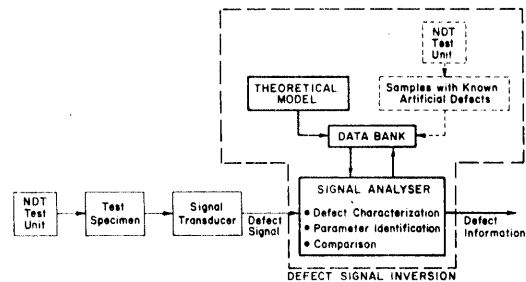 NDT
Test
Unit
THEORETICAL
MODEL
Samples with Known
Artificial Defects
DATA BANK
NDT
Test
Unit
Test
Specimen
Signal
Transducer
Defect
Signal
SIGNAL ANALYSER
• Defect Characterization
• Parameter Identification
• Comparison
Defect
Information
DEFECT SIGNAL INVERSION